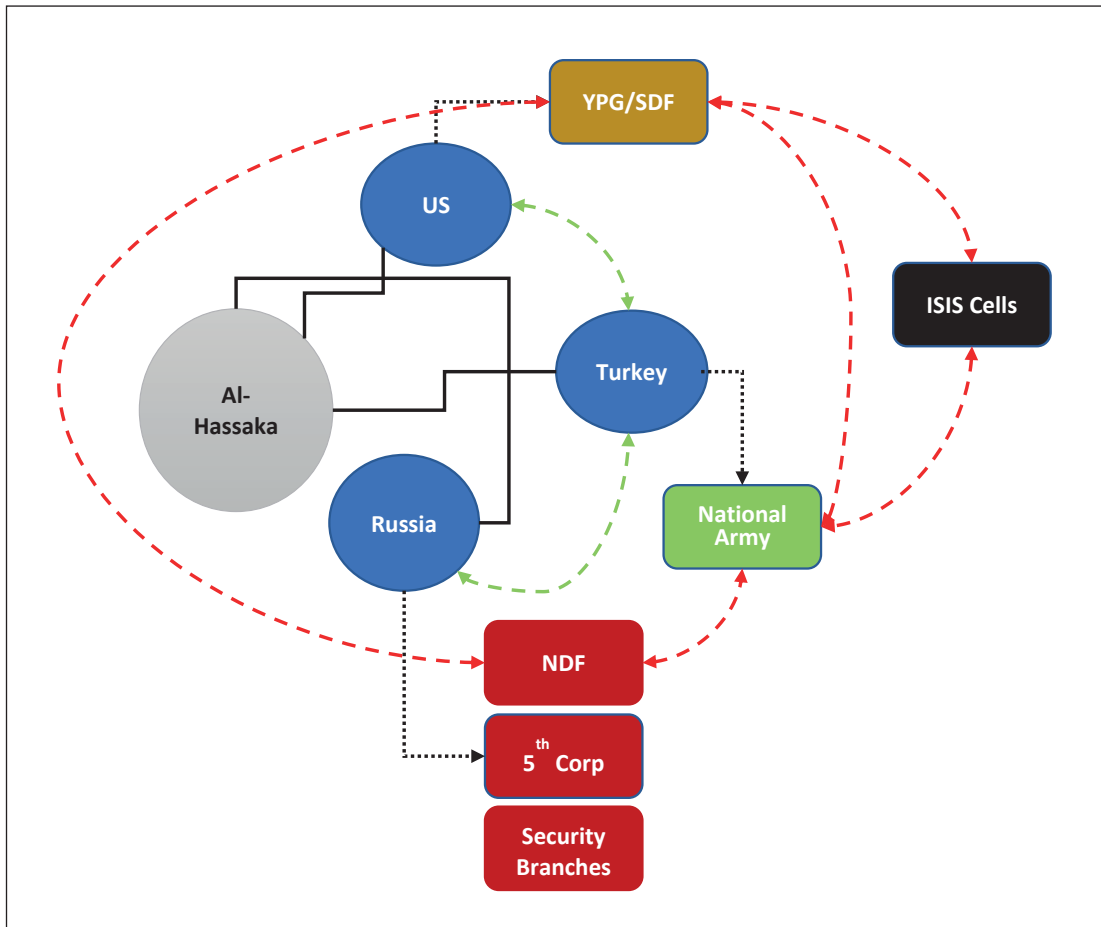 YPG/SDF
US
ISIS Cells
Turkey
Al-
Hassaka
National
Army
Russia
NDF
5th Corp
Security
Branches